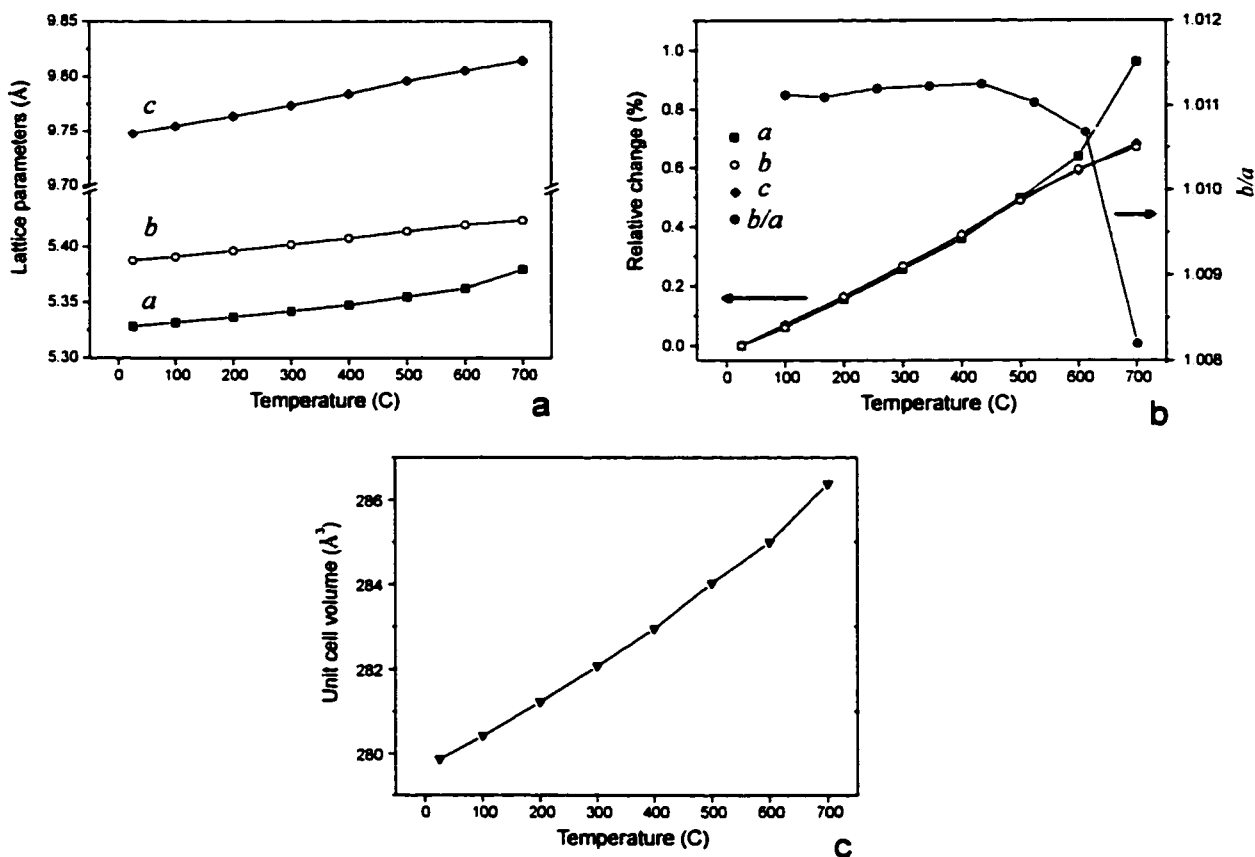 9.85
9.80
9.75
9.70
5.40
5.35
5.30
Lattice parameters (Å)
c
b
a
0 100 200 300 400 500 600 700
Temperature (C)
a
1.0
0.8
0.6
0.4
0.2
0.0
Relative change (%)
a
b
c
b/a
1.012
1.011
1.010
1.009
1.008
b/a
0 100 200 300 400 500 600 700
Temperature (C)
b
286
284
282
280
Unit cell volume (Å³)
0 100 200 300 400 500 600 700
Temperature (C)
c